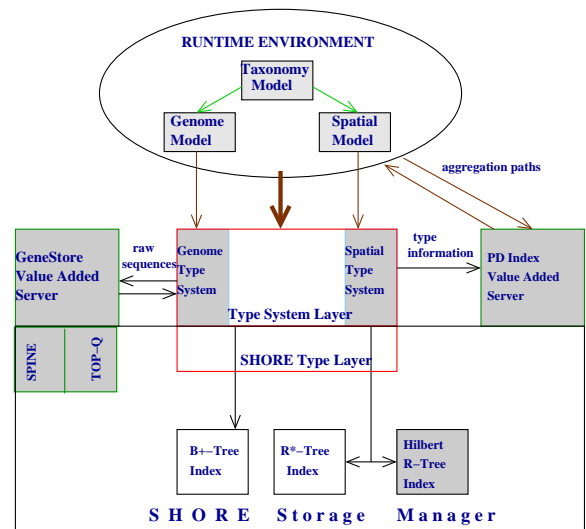 RUNTIME ENVIRONMENT
Taxonomy
Model
Genome
Model
Spatial
Model
aggregation paths
GeneStore
Value Added
Server
raw
sequences
Genome
Type
System
Spatial
Type
System
type
information
PD Index
Value Added
Server
Type System Layer
SPINE
TOP-Q
SHORE Type Layer
B+-Tree
Index
R*-Tree
Index
Hilbert
R-Tree
Index
SHORE Storage Manager